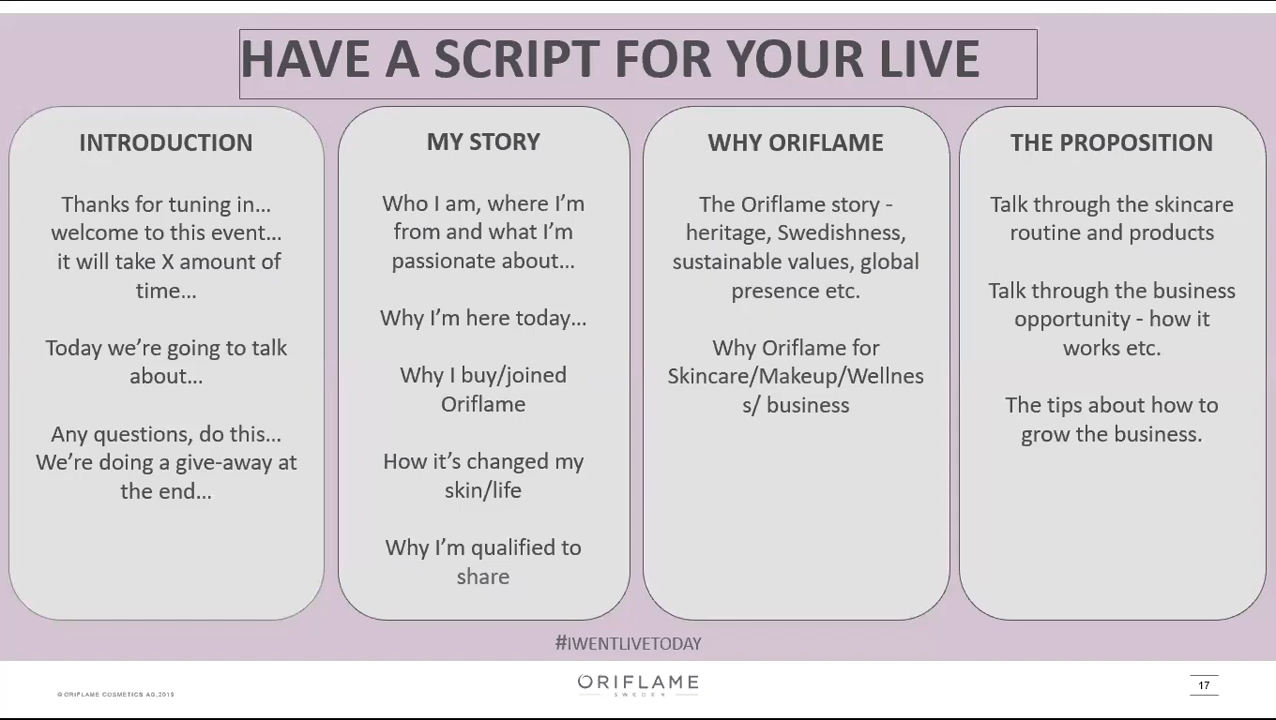 HAVE A SCRIPT FOR YOUR LIVE
INTRODUCTION
Thanks for tuning in...
welcome to this event...
it will take X amount of
time...
Today we’re going to talk
about...
Any questions, do this...
We’re doing a give-away at
the end...
MY STORY
Who I am, where I’m
from and what I’m
passionate about...
Why I’m here today...
Why I buy/joined
Oriflame
How it’s changed my
skin/life
Why I’m qualified to
share
WHY ORIFLAME
The Oriflame story -
heritage, Swedishness,
sustainable values, global
presence etc.
Why Oriflame for
Skincare/Makeup/Wellnes
s/ business
THE PROPOSITION
Talk through the skincare
routine and products
Talk through the business
opportunity - how it
works etc.
The tips about how to
grow the business.
#IWENTLIVETODAY
© ORIFLAME COSMETICS AG, 2013
ORIFLAME
SWEDEN
17